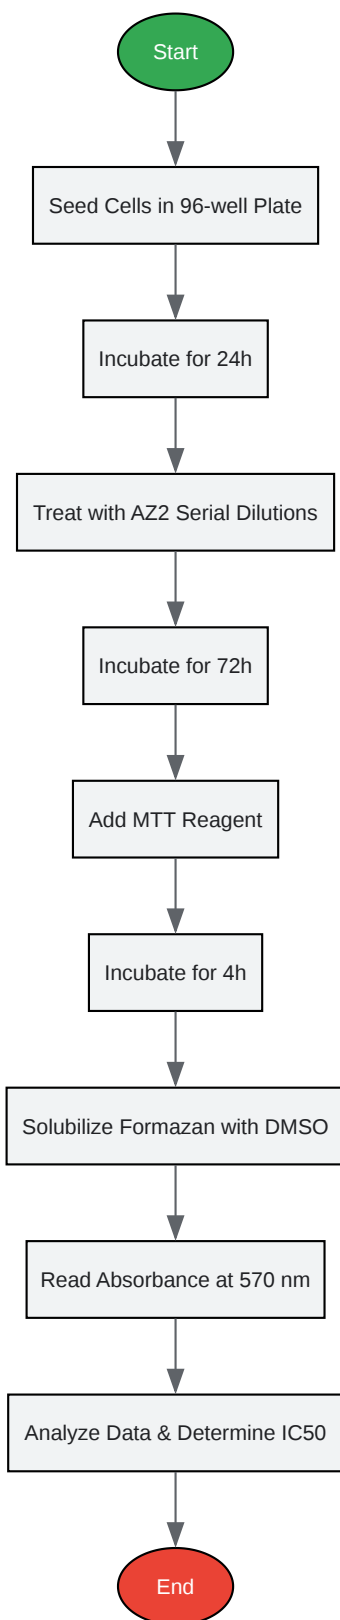 Start
Seed Cells in 96-well Plate
Incubate for 24h
Treat with AZ2 Serial Dilutions
Incubate for 72h
Add MTT Reagent
Incubate for 4h
Solubilize Formazan with DMSO
Read Absorbance at 570 nm
Analyze Data & Determine IC50
End